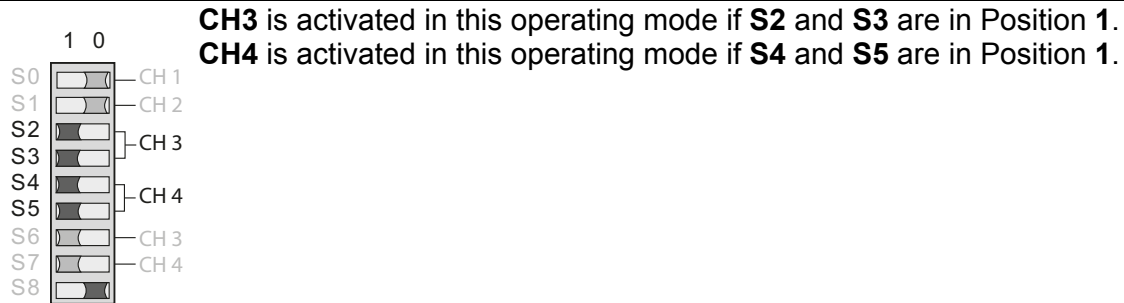 CH3 is activated in this operating mode if S2 and S3 are in Position 1.
CH4 is activated in this operating mode if S4 and S5 are in Position 1.
1 0
S0 CH 1
S1 CH 2
S2
CH 3
S3
S4
CH 4
S5
S6 CH 3
S7 CH 4
S8